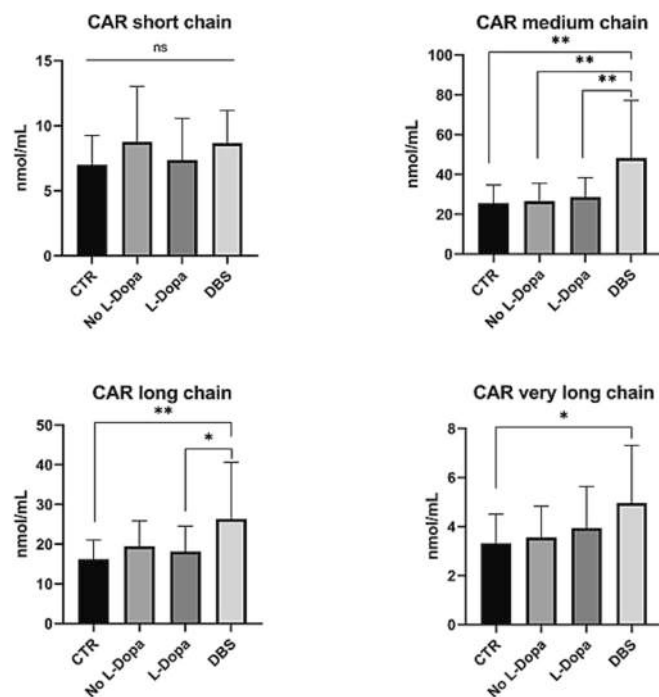 CAR short chain
ns
15
10
5
0
nmol/mL
CTR
No L-Dopa
L-Dopa
DBS
CAR medium chain
**
**
**
100
80
60
40
20
0
nmol/mL
CTR
No L-Dopa
L-Dopa
DBS
CAR long chain
**
*
50
40
30
20
10
0
nmol/mL
CTR
No L-Dopa
L-Dopa
DBS
CAR very long chain
*
8
6
4
2
0
nmol/mL
CTR
No L-Dopa
L-Dopa
DBS